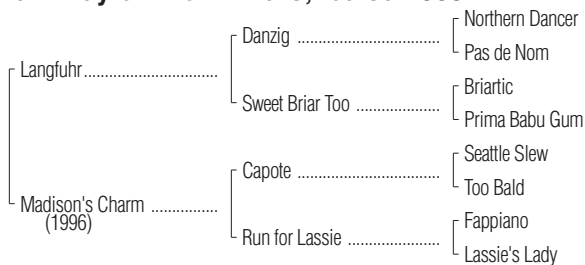 Northern Dancer
Danzig ........................
Pas de Nom
Langfuhr................................
Briartic
Sweet Briar Too ....................
Prima Babu Gum
Seattle Slew
Capote .................................
Too Bald
Madison's Charm ................
(1996)
Fappiano
Run for Lassie .....................
Lassie's Lady